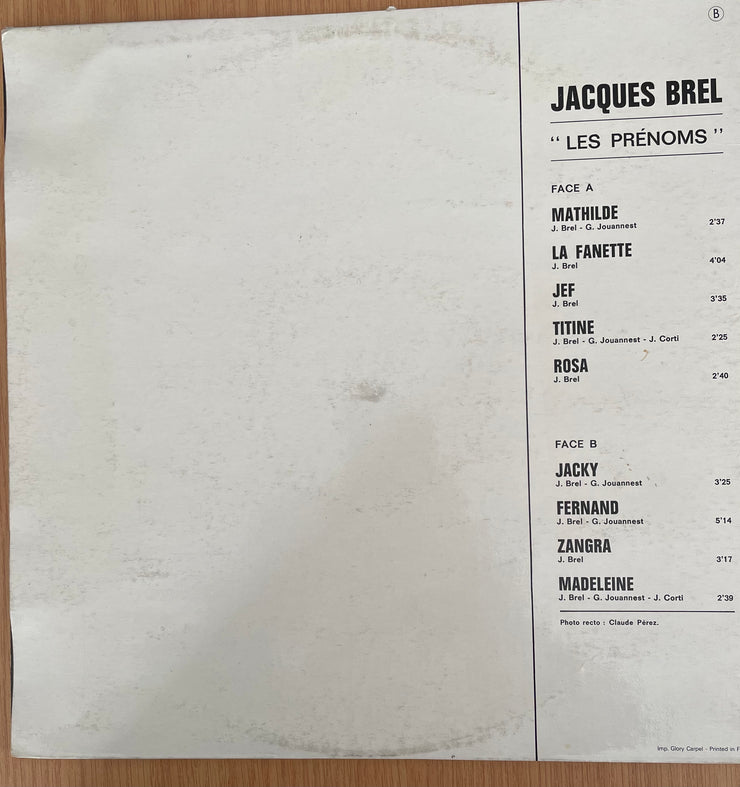 B
JACQUES BREL
“ LES PRÉNOMS ”
FACE A
MATHILDE
J. Brel - G. Jouannest 2'37
LA FANETTE
J. Brel 4'04
JEF
J. Brel 3'35
TITINE
J. Brel - G. Jouannest - J. Corti 2'25
ROSA
J. Brel 2'40
FACE B
JACKY
J. Brel - G. Jouannest 3'25
FERNAND
J. Brel - G. Jouannest 5'14
ZANGRA
J. Brel 3'17
MADELEINE
J. Brel - G. Jouannest - J. Corti 2'39
Photo recto : Claude Pérez.
Imp. Glory Carpel - Printed in F